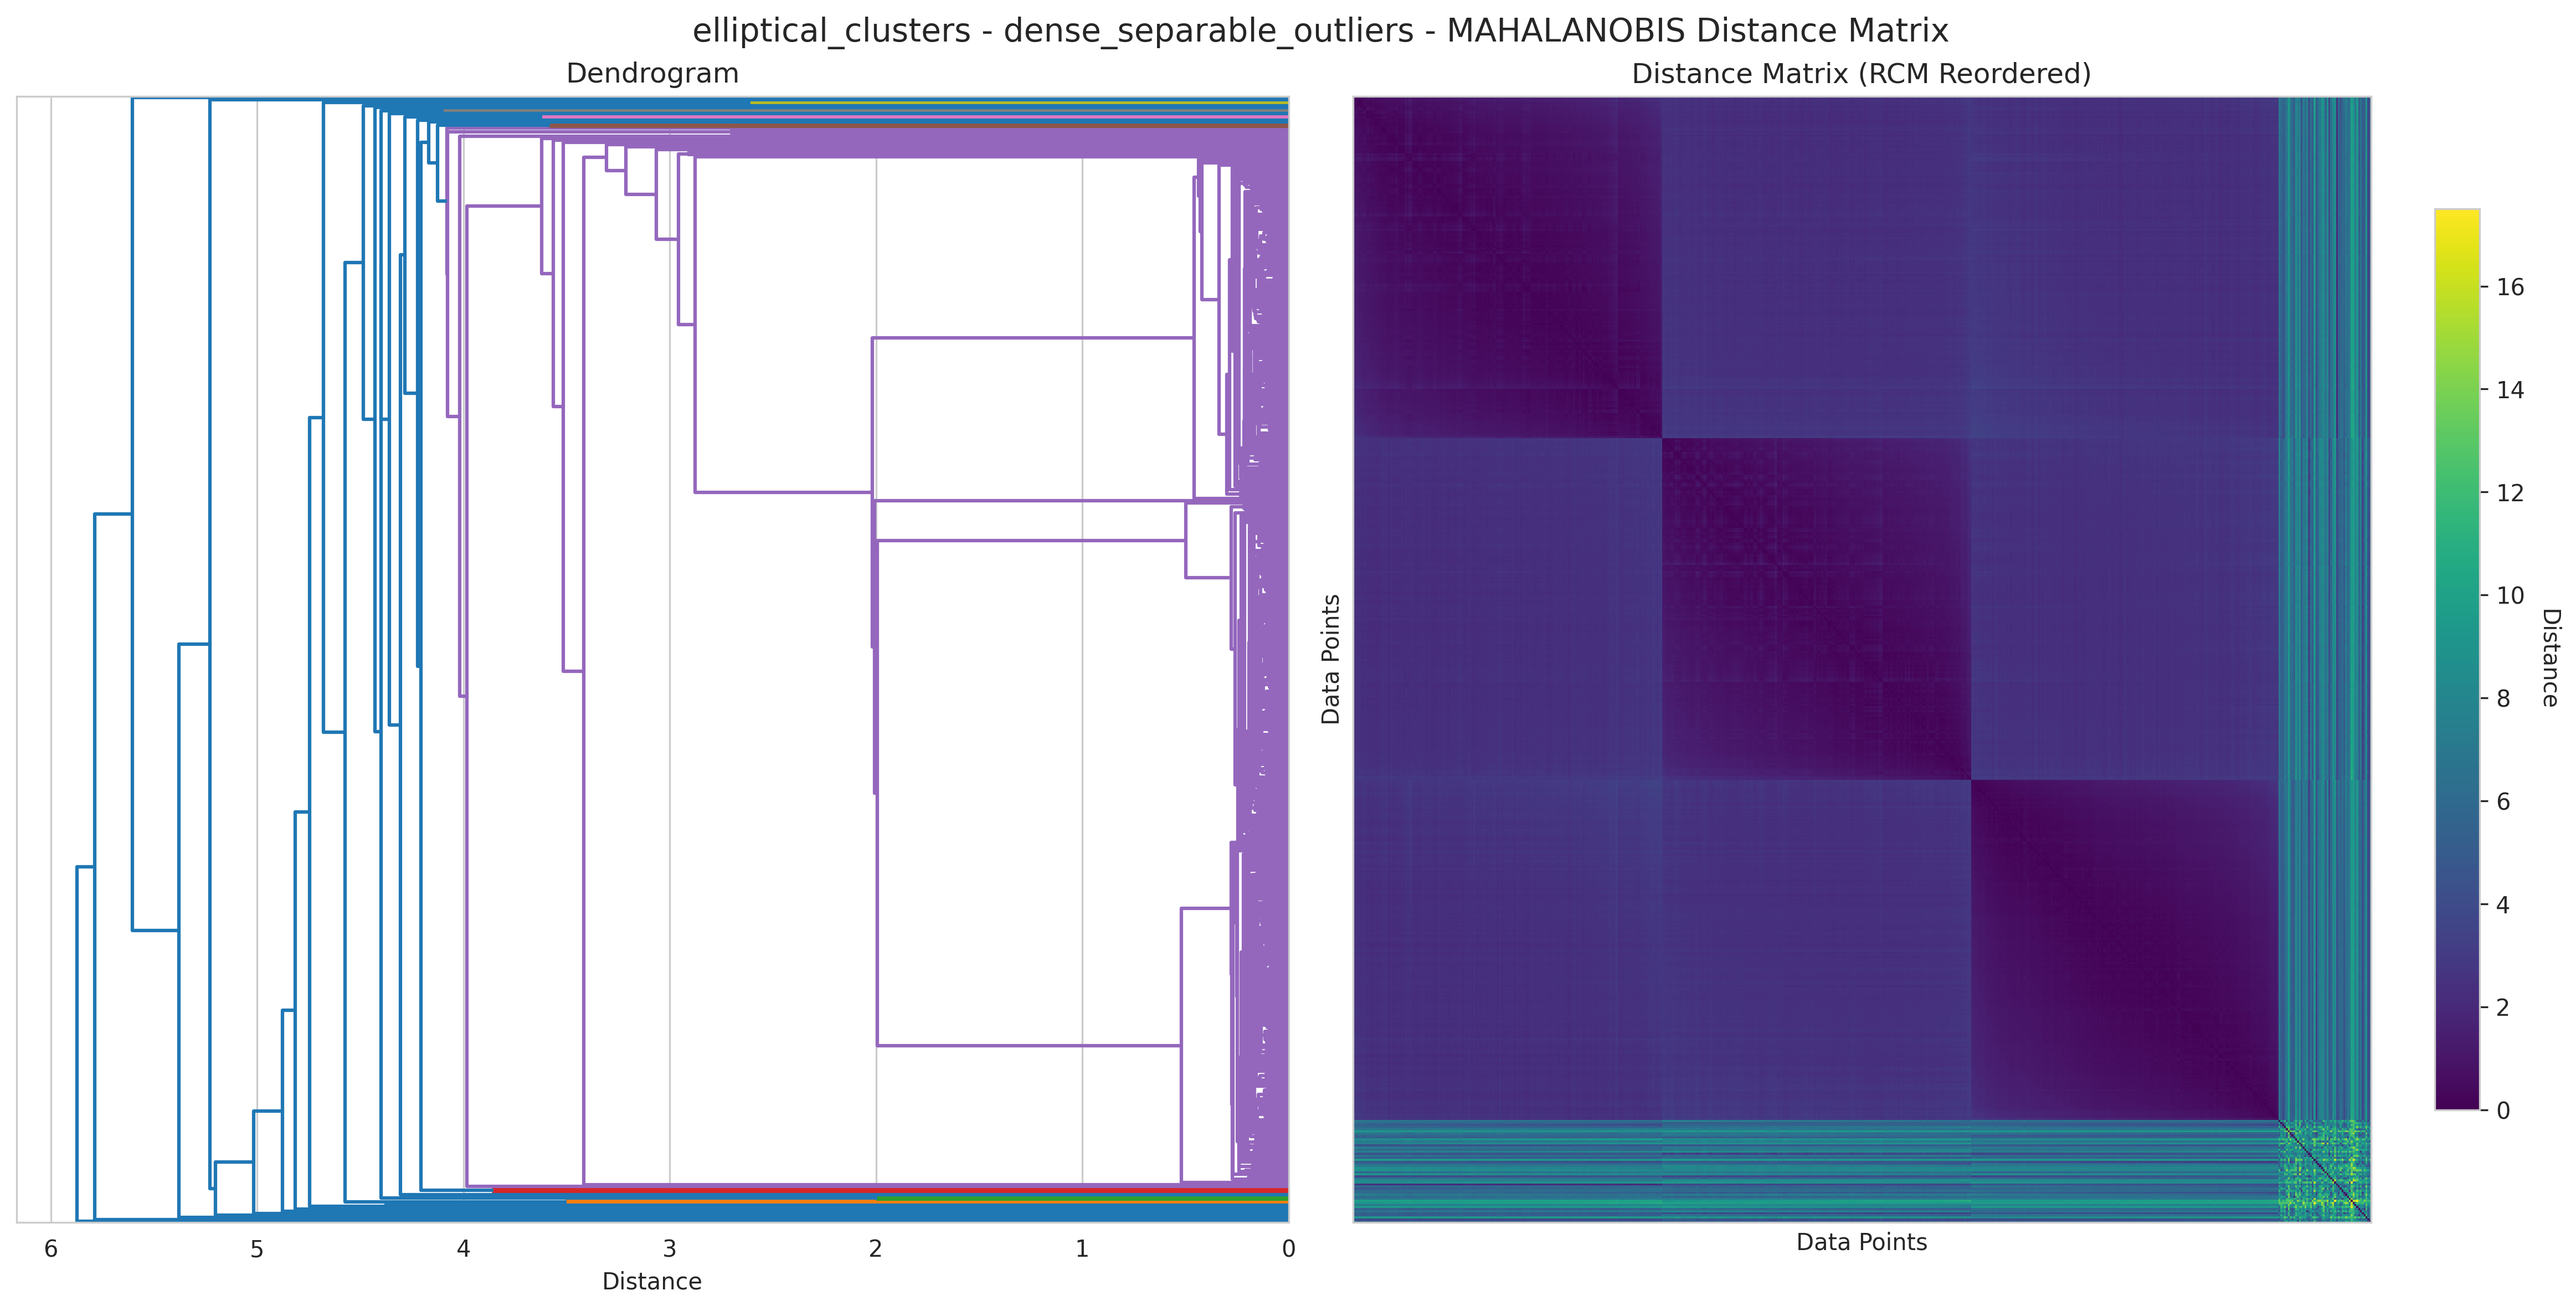 elliptical_clusters - dense_separable_outliers - MAHALANOBIS Distance Matrix
Dendrogram
6 5 4 3 2 1 0
Distance
Distance Matrix (RCM Reordered)
Data Points
Data Points
16
14
12
10
8
6
4
2
0
Distance